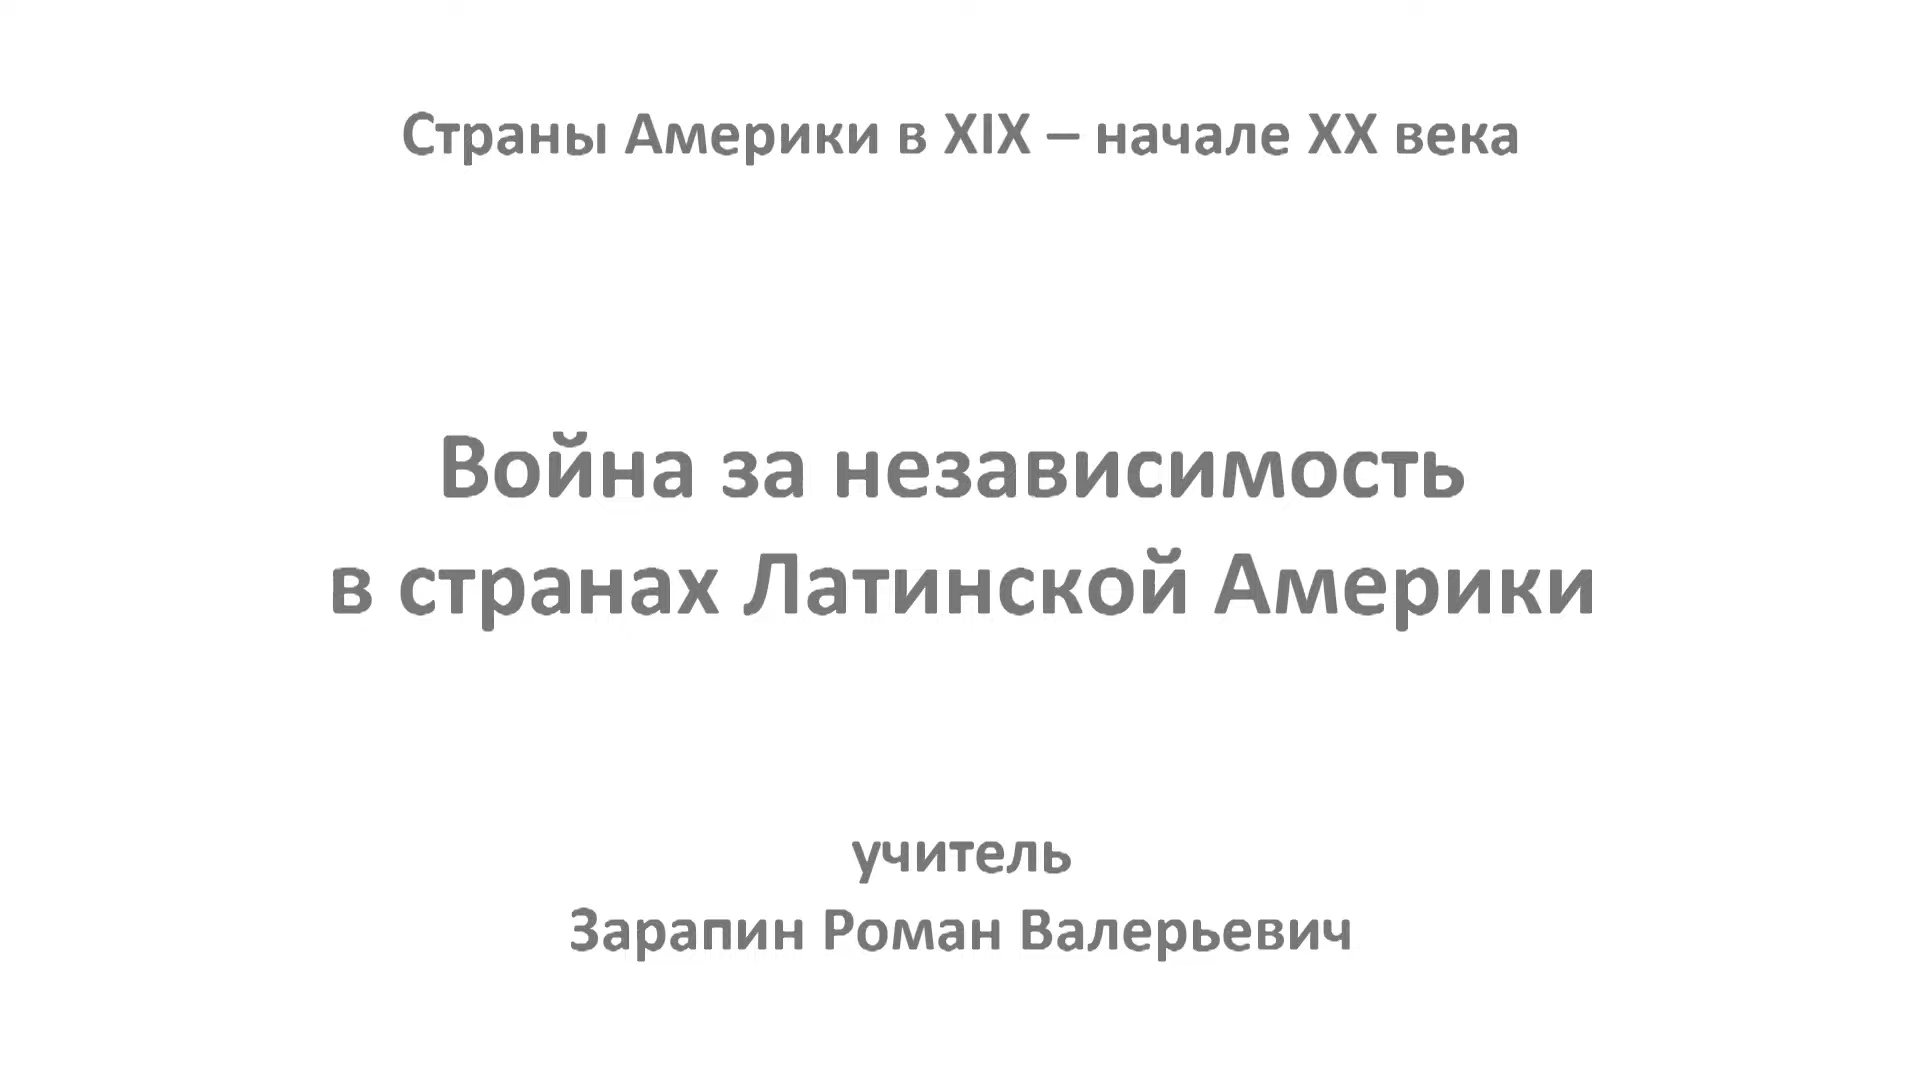 Страны Америки в XIX – начале XX века
Война за независимость
в странах Латинской Америки
учитель
Зарапин Роман Валерьевич